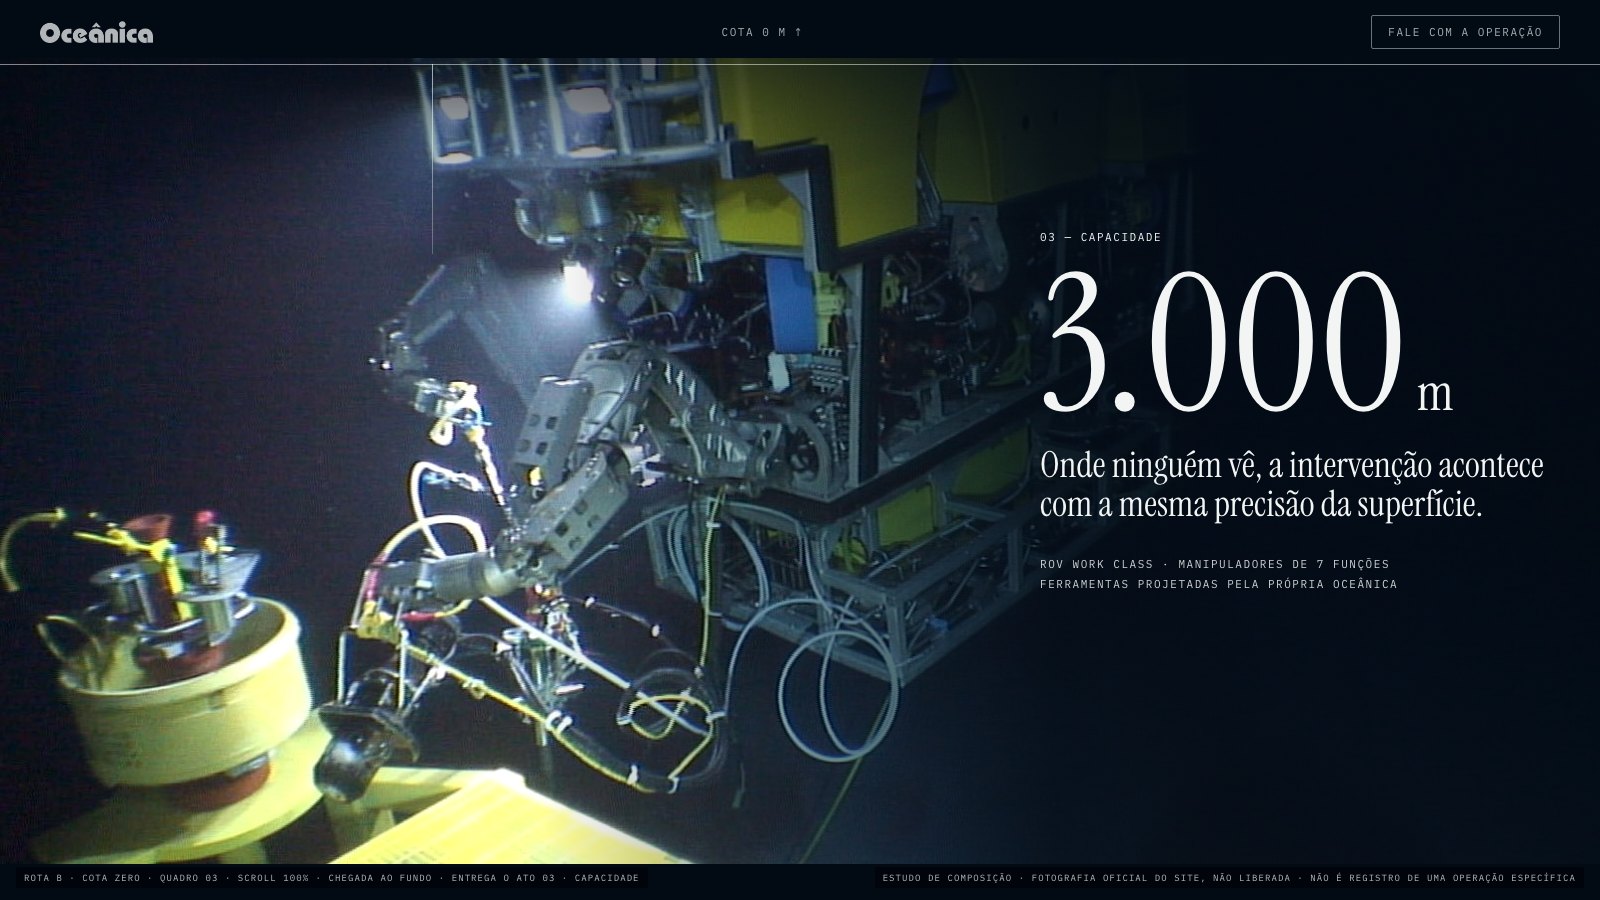 Oceânica
COTA 0 M ↑
FALE COM A OPERAÇÃO
03 — CAPACIDADE
3.000 m
Onde ninguém vê, a intervenção acontece
com a mesma precisão da superfície.
ROV WORK CLASS · MANIPULADORES DE 7 FUNÇÕES
FERRAMENTAS PROJETADAS PELA PRÓPRIA OCEÂNICA
ROTA B · COTA ZERO · QUADRO 03 · SCROLL 100% · CHEGADA AO FUNDO · ENTREGA O ATO 03 · CAPACIDADE
ESTUDO DE COMPOSIÇÃO · FOTOGRAFIA OFICIAL DO SITE, NÃO LIBERADA · NÃO É REGISTRO DE UMA OPERAÇÃO ESPECÍFICA